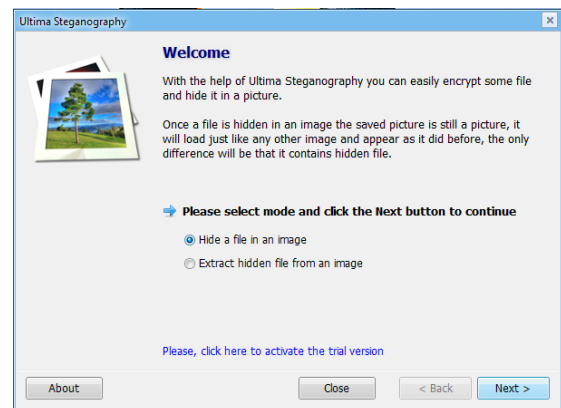 Ultima Steganography
Welcome
With the help of Ultima Steganography you can easily encrypt some file
and hide it in a picture.
Once a file is hidden in an image the saved picture is still a picture, it
will load just like any other image and appear as it did before, the only
difference will be that it contains hidden file.
Please select mode and click the Next button to continue
Hide a file in an image
Extract hidden file from an image
Please, click here to activate the trial version
About
Close
< Back
Next >